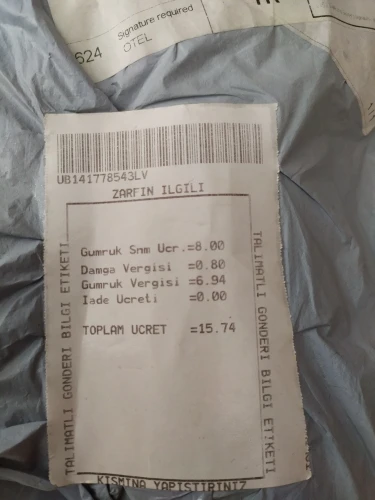 Signature required
624
OTEL
UB141778543LV
ZARFIN ILGILI
Gumruk Snm Ucr.=8.00
Damga Vergisi =0.80
Gumruk Vergisi =6.94
Iade Ucreti =0.00
TOPLAM UCRET =15.74
TALIMATLI GONDERI BILGI ETIKETI
TALIMATLI GONDERI BILGI ETIKETI
KISMINA YAPISTIRINIZ